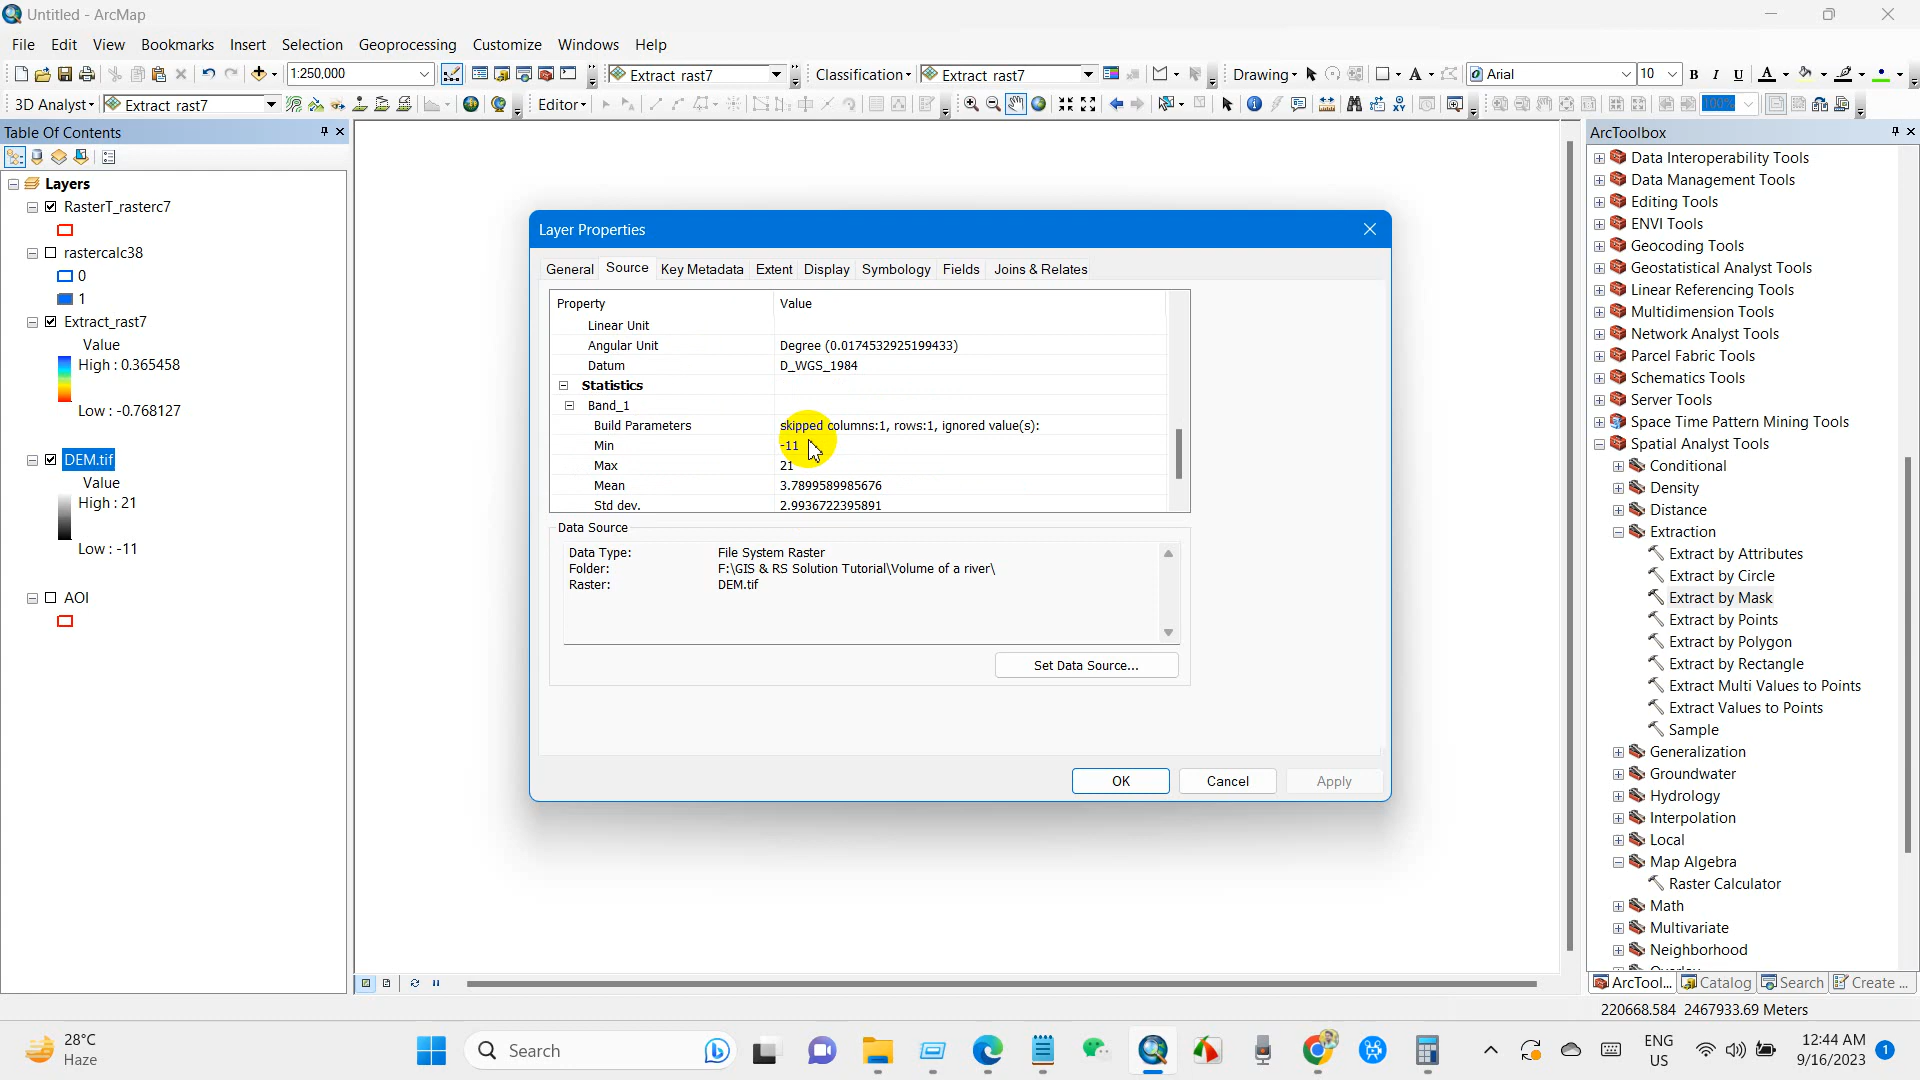 Untitled - ArcMap
File Edit View Bookmarks Insert Selection Geoprocessing Customize Windows Help
1:250,000 Extract_rast7 Classification Extract_rast7 Drawing A Arial 10 B I U A
3D Analyst Extract_rast7 Editor 100%
Table Of Contents
Layers
RasterT_rasterc7
rastercalc38
0
1
Extract_rast7
Value
High : 0.365458
Low : -0.768127
DEM.tif
Value
High : 21
Low : -11
AOI
Layer Properties
General Source Key Metadata Extent Display Symbology Fields Joins & Relates
Property Value
Linear Unit
Angular Unit Degree (0.0174532925199433)
Datum D_WGS_1984
Statistics
Band_1
Build Parameters skipped columns:1, rows:1, ignored value(s):
Min -11
Max 21
Mean 3.7899589985676
Std dev. 2.9936722395891
Data Source
Data Type: File System Raster
Folder: F:\GIS & RS Solution Tutorial\Volume of a river\
Raster: DEM.tif
Set Data Source...
OK Cancel Apply
ArcToolbox
Data Interoperability Tools
Data Management Tools
Editing Tools
ENVI Tools
Geocoding Tools
Geostatistical Analyst Tools
Linear Referencing Tools
Multidimension Tools
Network Analyst Tools
Parcel Fabric Tools
Schematics Tools
Server Tools
Space Time Pattern Mining Tools
Spatial Analyst Tools
Conditional
Density
Distance
Extraction
Extract by Attributes
Extract by Circle
Extract by Mask
Extract by Points
Extract by Polygon
Extract by Rectangle
Extract Multi Values to Points
Extract Values to Points
Sample
Generalization
Groundwater
Hydrology
Interpolation
Local
Map Algebra
Raster Calculator
Math
Multivariate
Neighborhood
ArcTool... Catalog Search Create ...
220668.584 2467933.69 Meters
28°C
Haze
Search
ENG
US
12:44 AM
9/16/2023
1